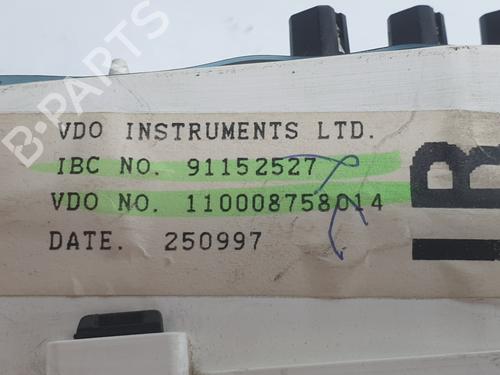 VDO INSTRUMENTS LTD.
IBC NO. 91152527
VDO NO. 110008758014
DATE. 250997
B-PARTS